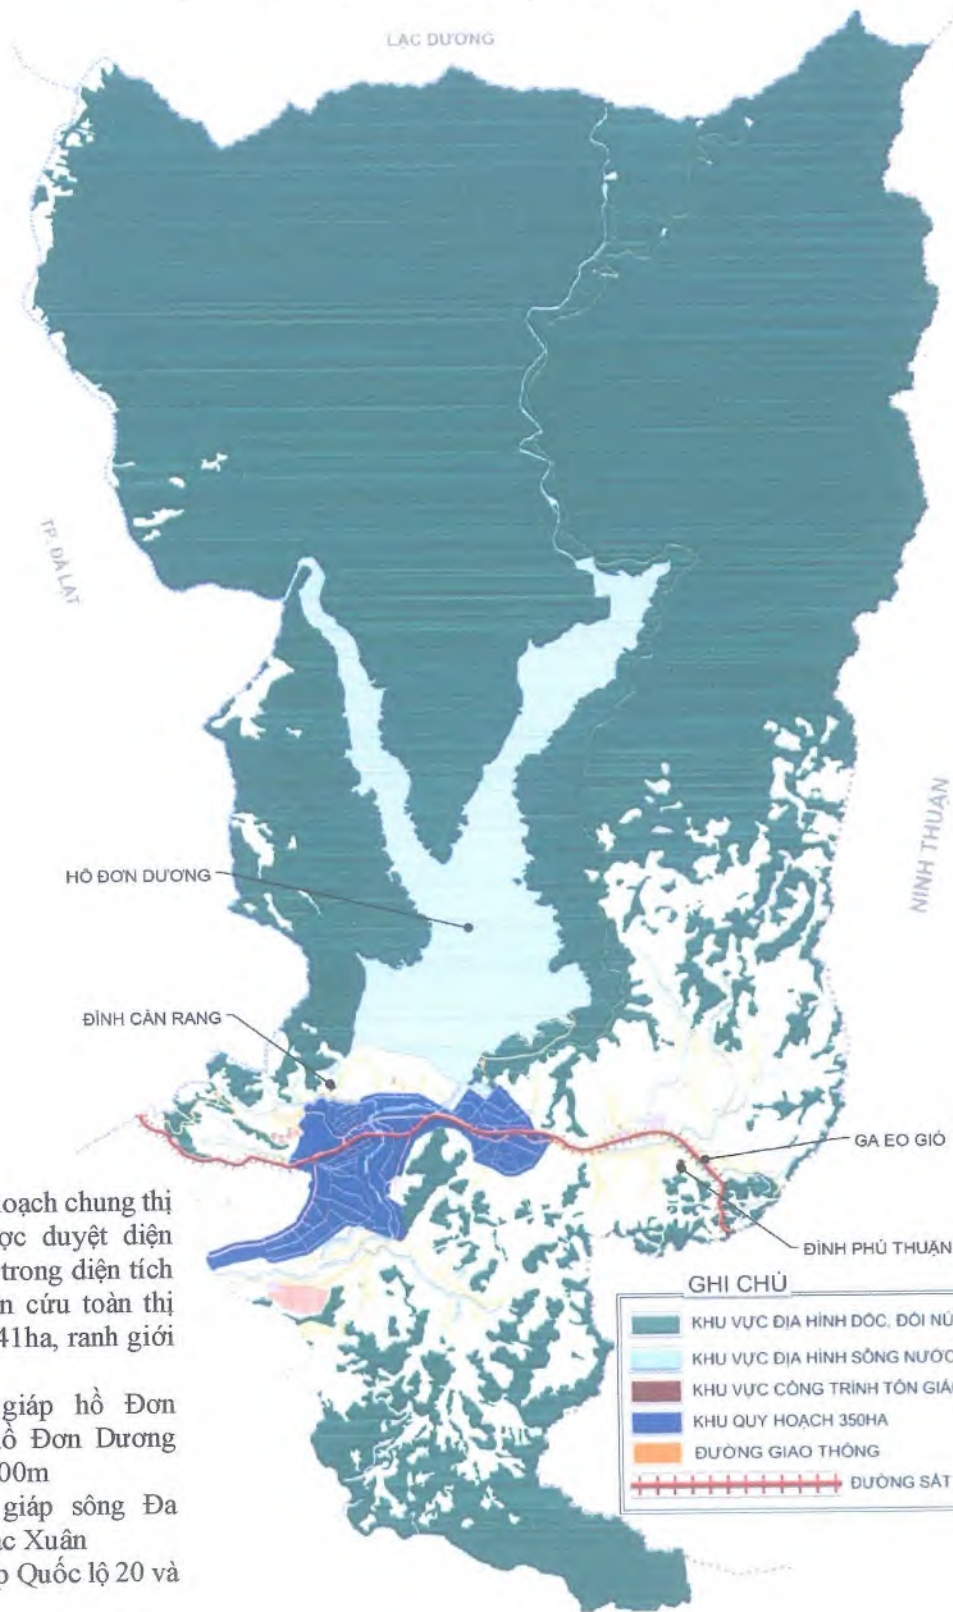 LẠC DƯƠNG
TP. ĐÀ LẠT
NINH THUẬN
HỒ ĐƠN DƯƠNG
ĐÌNH CÀN RANG
GA EO GIÓ
ĐÌNH PHÚ THUẬN
hoạch chung thị
ợc duyệt diện
trong diện tích
n cứu toàn thị
41ha, ranh giới
giáp hồ Đơn
hồ Đơn Dương
00m
giáp sông Đa
ạc Xuân
p Quốc lộ 20 và
GHI CHÚ
KHU VỰC ĐỊA HÌNH DỐC, ĐỒI NÚ
KHU VỰC ĐỊA HÌNH SÔNG NƯỚC
KHU VỰC CÔNG TRÌNH TÔN GIÁ
KHU QUY HOẠCH 350HA
ĐƯỜNG GIAO THÔNG
ĐƯỜNG SẮT